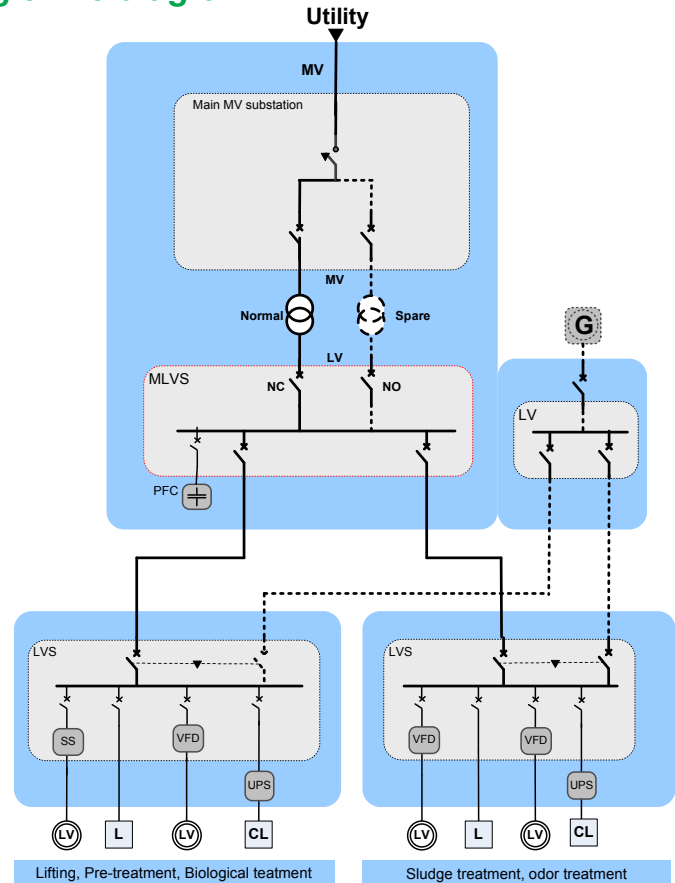 Utility
MV
Main MV substation
MV
Normal
Spare
G
LV
MLVS
NC
NO
LV
PFC
LVS
LVS
SS
VFD
VFD
VFD
UPS
UPS
LV
L
LV
CL
LV
L
LV
CL
Lifting, Pre-treatment, Biological teatment
Sludge treatment, odor treatment